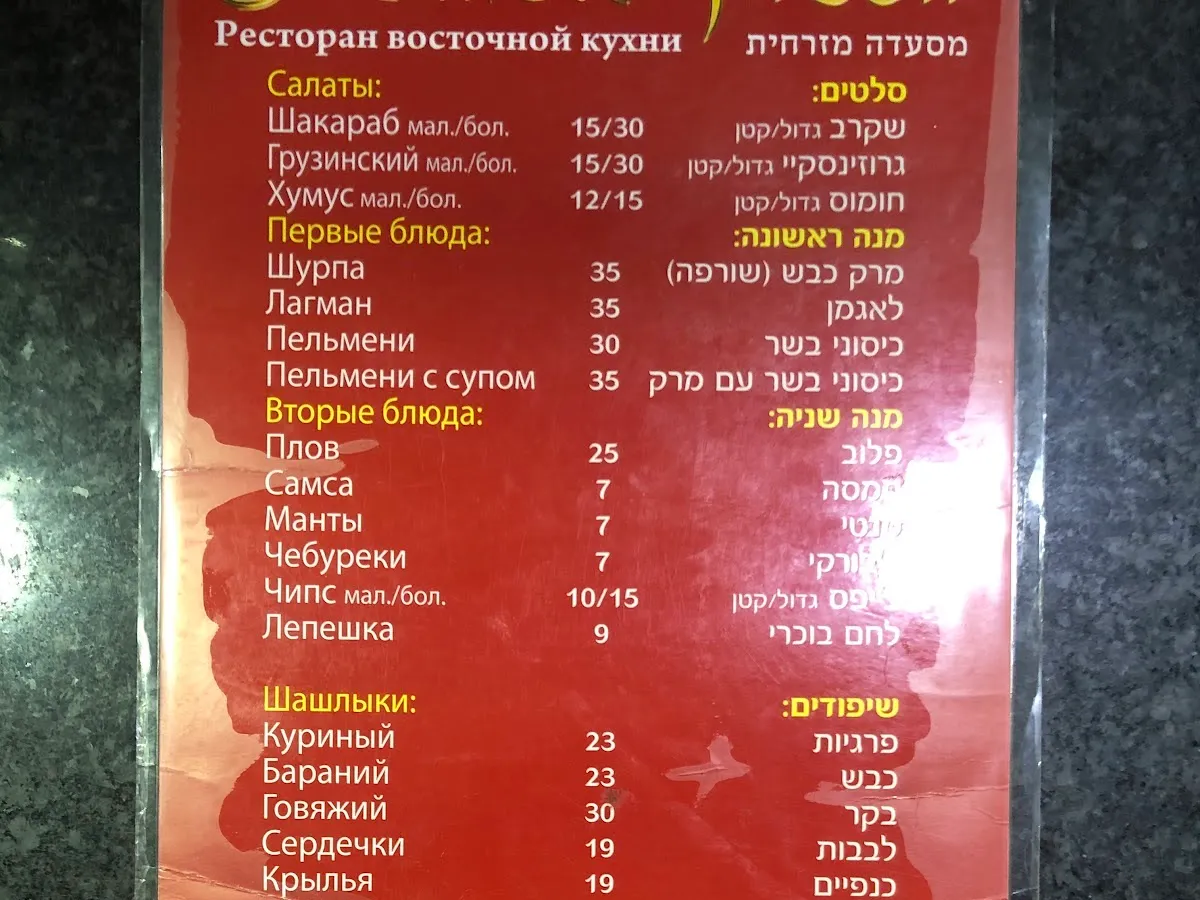 Ресторан восточной кухни מסעדה מזרחית
Салаты: סלטים:
Шакараб мал./бол. 15/30 שקרב גדול/קטן
Грузинский мал./бол. 15/30 גרוזינסקיי גדול/קטן
Хумус мал./бол. 12/15 חומוס גדול/קטן
Первые блюда: מנה ראשונה:
Шурпа 35 מרק כבש (שורפה)
Лагман 35 לאגמן
Пельмени 30 כיסוני בשר
Пельмени с супом 35 כיסוני בשר עם מרק
Вторые блюда: מנה שניה:
Плов 25 פלוב
Самса 7
Манты 7
Чебуреки 7
Чипс мал./бол. 10/15 גדול/קטן
Лепешка 9 לחם בוכרי
Шашлыки: שיפודים:
Куриный 23 פרגיות
Бараний 23 כבש
Говяжий 30 בקר
Сердечки 19 לבבות
Крылья 19 כנפיים